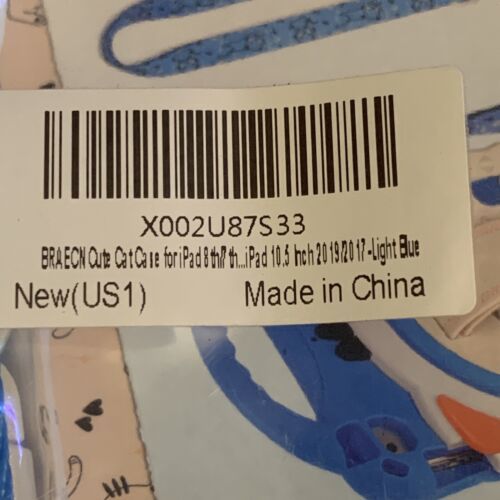 X002U87S33
BRAECN Cute Cat Case for iPad 8th/7th...iPad 10.5 Inch 2019/2017-Light Blue
New(US1) Made in China